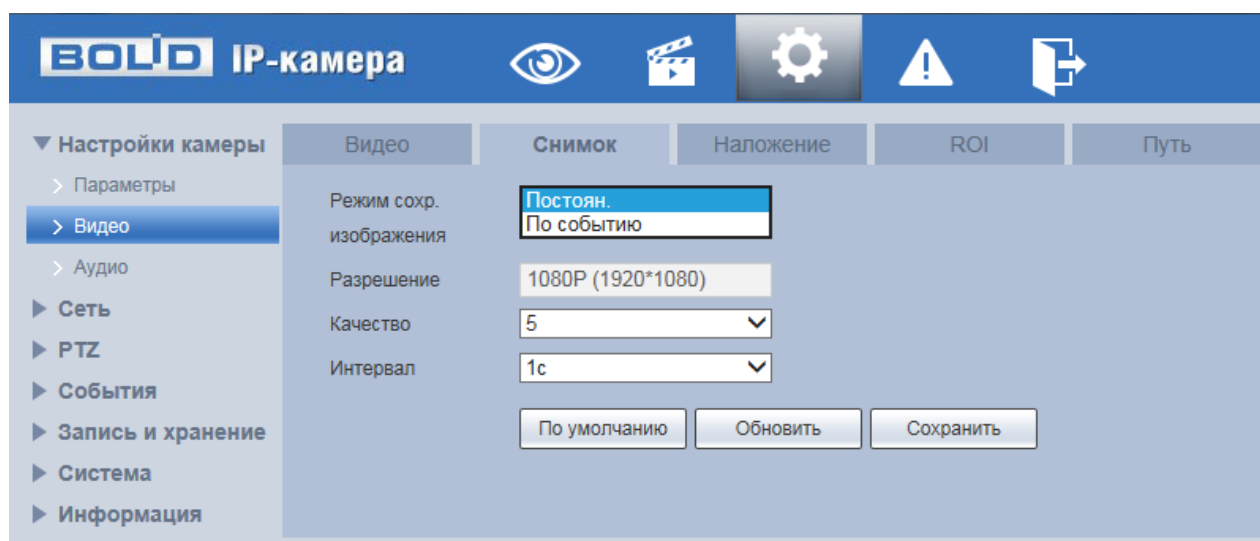 BOLID IP-камера
Настройки камеры
Параметры
Видео
Аудио
Сеть
PTZ
События
Запись и хранение
Система
Информация
Видео Снимок Наложение ROI Путь
Режим сохр. изображения
Постоян.
По событию
Разрешение 1080P (1920*1080)
Качество 5
Интервал 1с
По умолчанию Обновить Сохранить